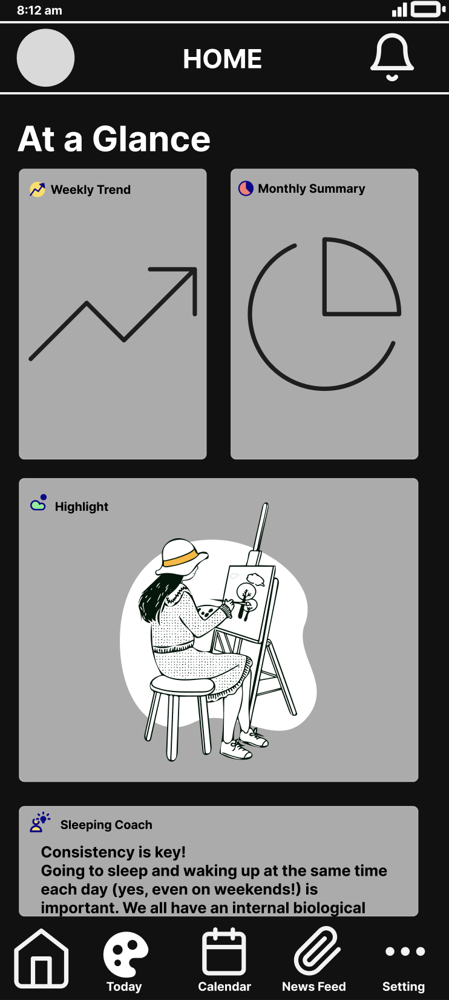 8:12 am
HOME
At a Glance
Weekly Trend
Monthly Summary
Highlight
Sleeping Coach
Consistency is key!
Going to sleep and waking up at the same time
each day (yes, even on weekends!) is
important. We all have an internal biological
Today
Calendar
News Feed
Setting